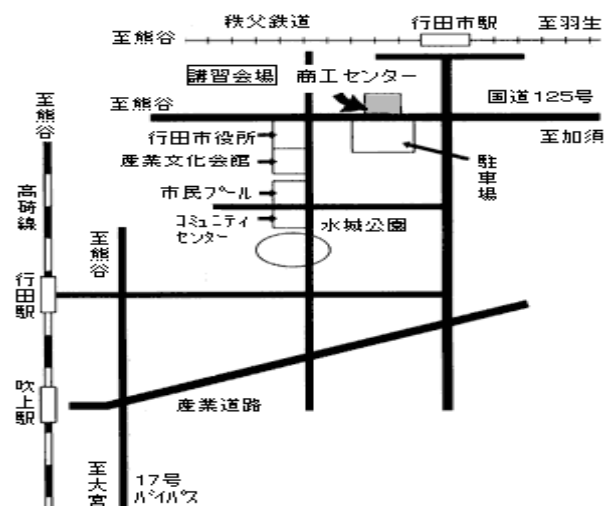 秩父鉄道
行田市駅
至羽生
至熊谷
講習会場
商工センター
国道125号
至熊谷
至熊谷
行田市役所
至加須
産業文化会館
駐車場
市民プール
高崎線
コミュニティ
センター
水城公園
至熊谷
行田駅
吹上駅
産業道路
至大宮
17号
バイパス